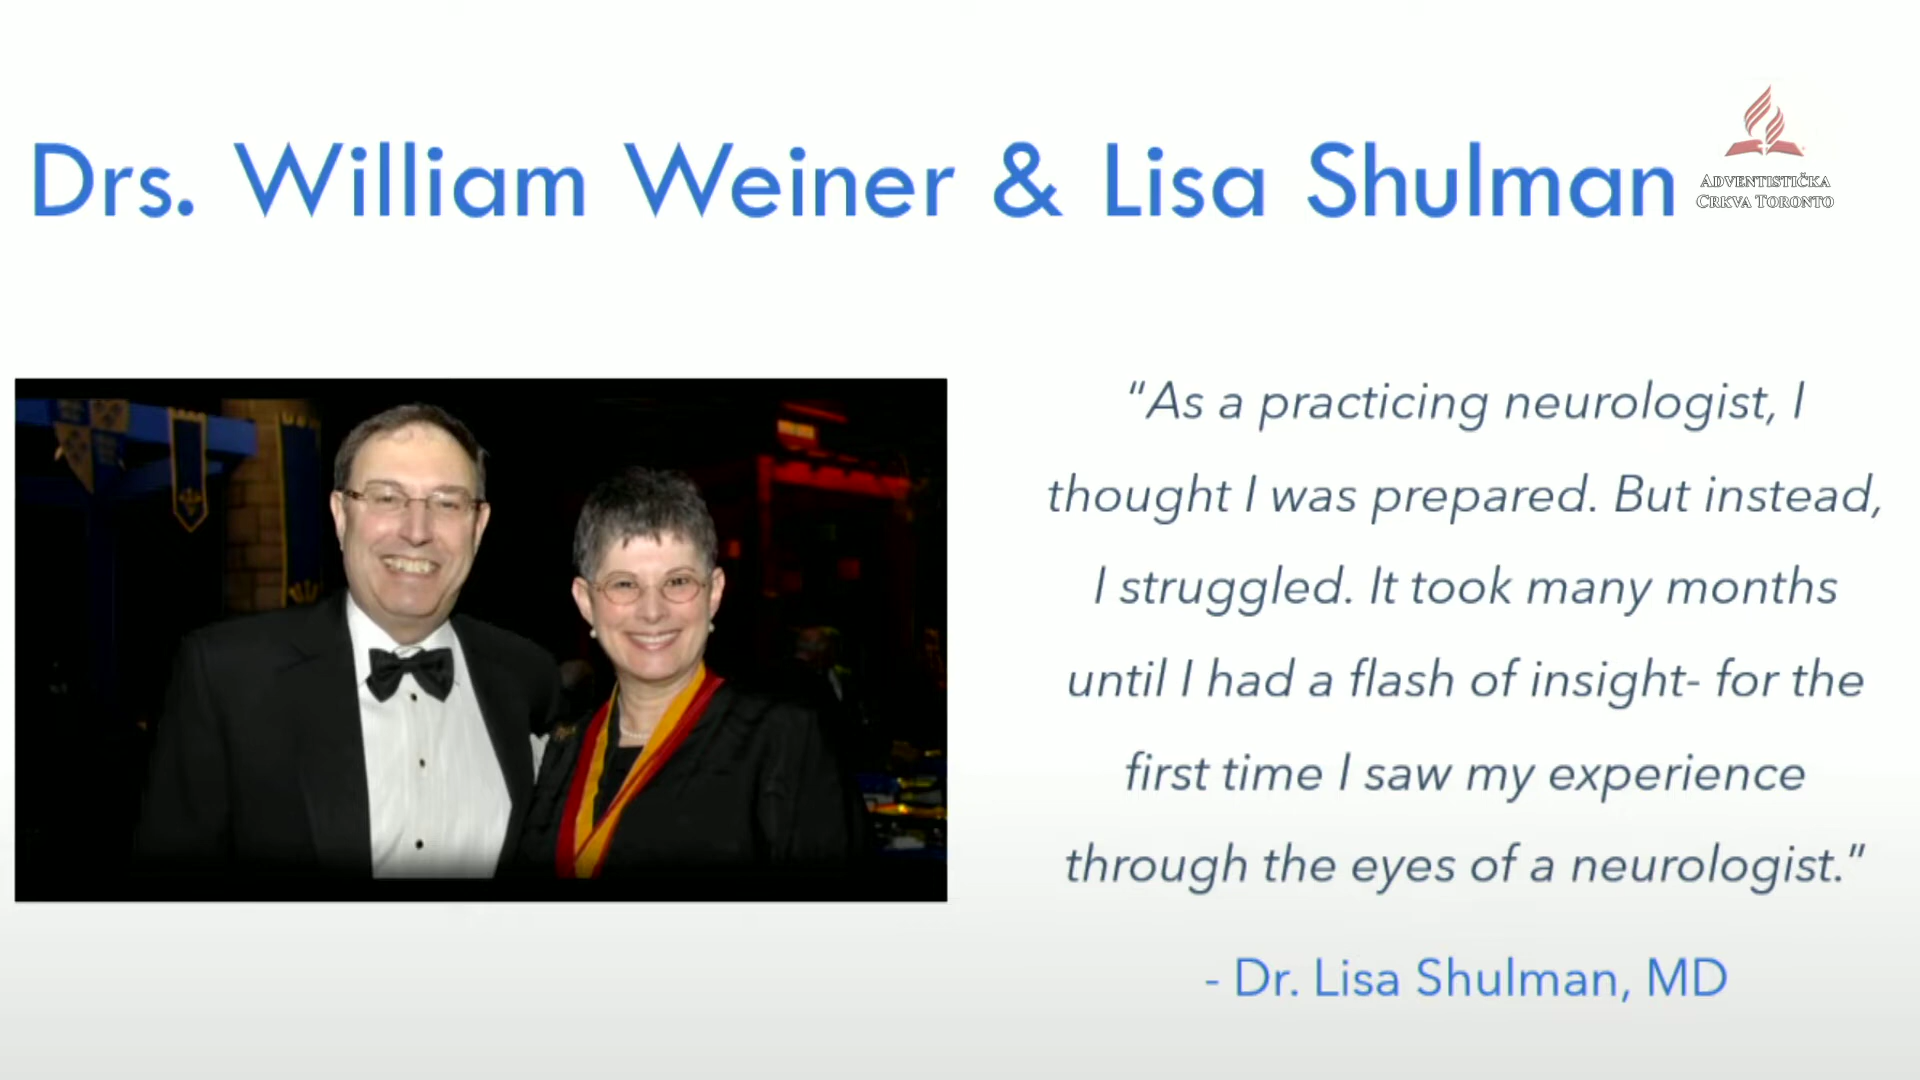 Drs. William Weiner & Lisa Shulman
ADVENTISTIČKA
CRKVA TORONTO
“As a practicing neurologist, I
thought I was prepared. But instead,
I struggled. It took many months
until I had a flash of insight- for the
first time I saw my experience
through the eyes of a neurologist.”
- Dr. Lisa Shulman, MD